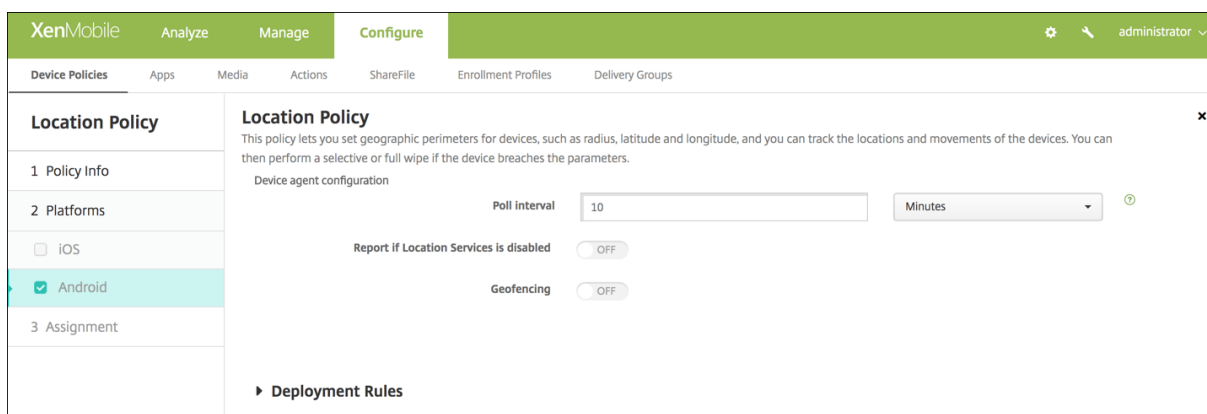 XenMobile Analyze Manage Configure administrator
Device Policies Apps Media Actions ShareFile Enrollment Profiles Delivery Groups
Location Policy
1 Policy Info
2 Platforms
iOS
Android
3 Assignment
Location Policy
This policy lets you set geographic perimeters for devices, such as radius, latitude and longitude, and you can track the locations and movements of the devices. You can
then perform a selective or full wipe if the device breaches the parameters.
Device agent configuration
Poll interval 10 Minutes ?
Report if Location Services is disabled OFF
Geofencing OFF
Deployment Rules